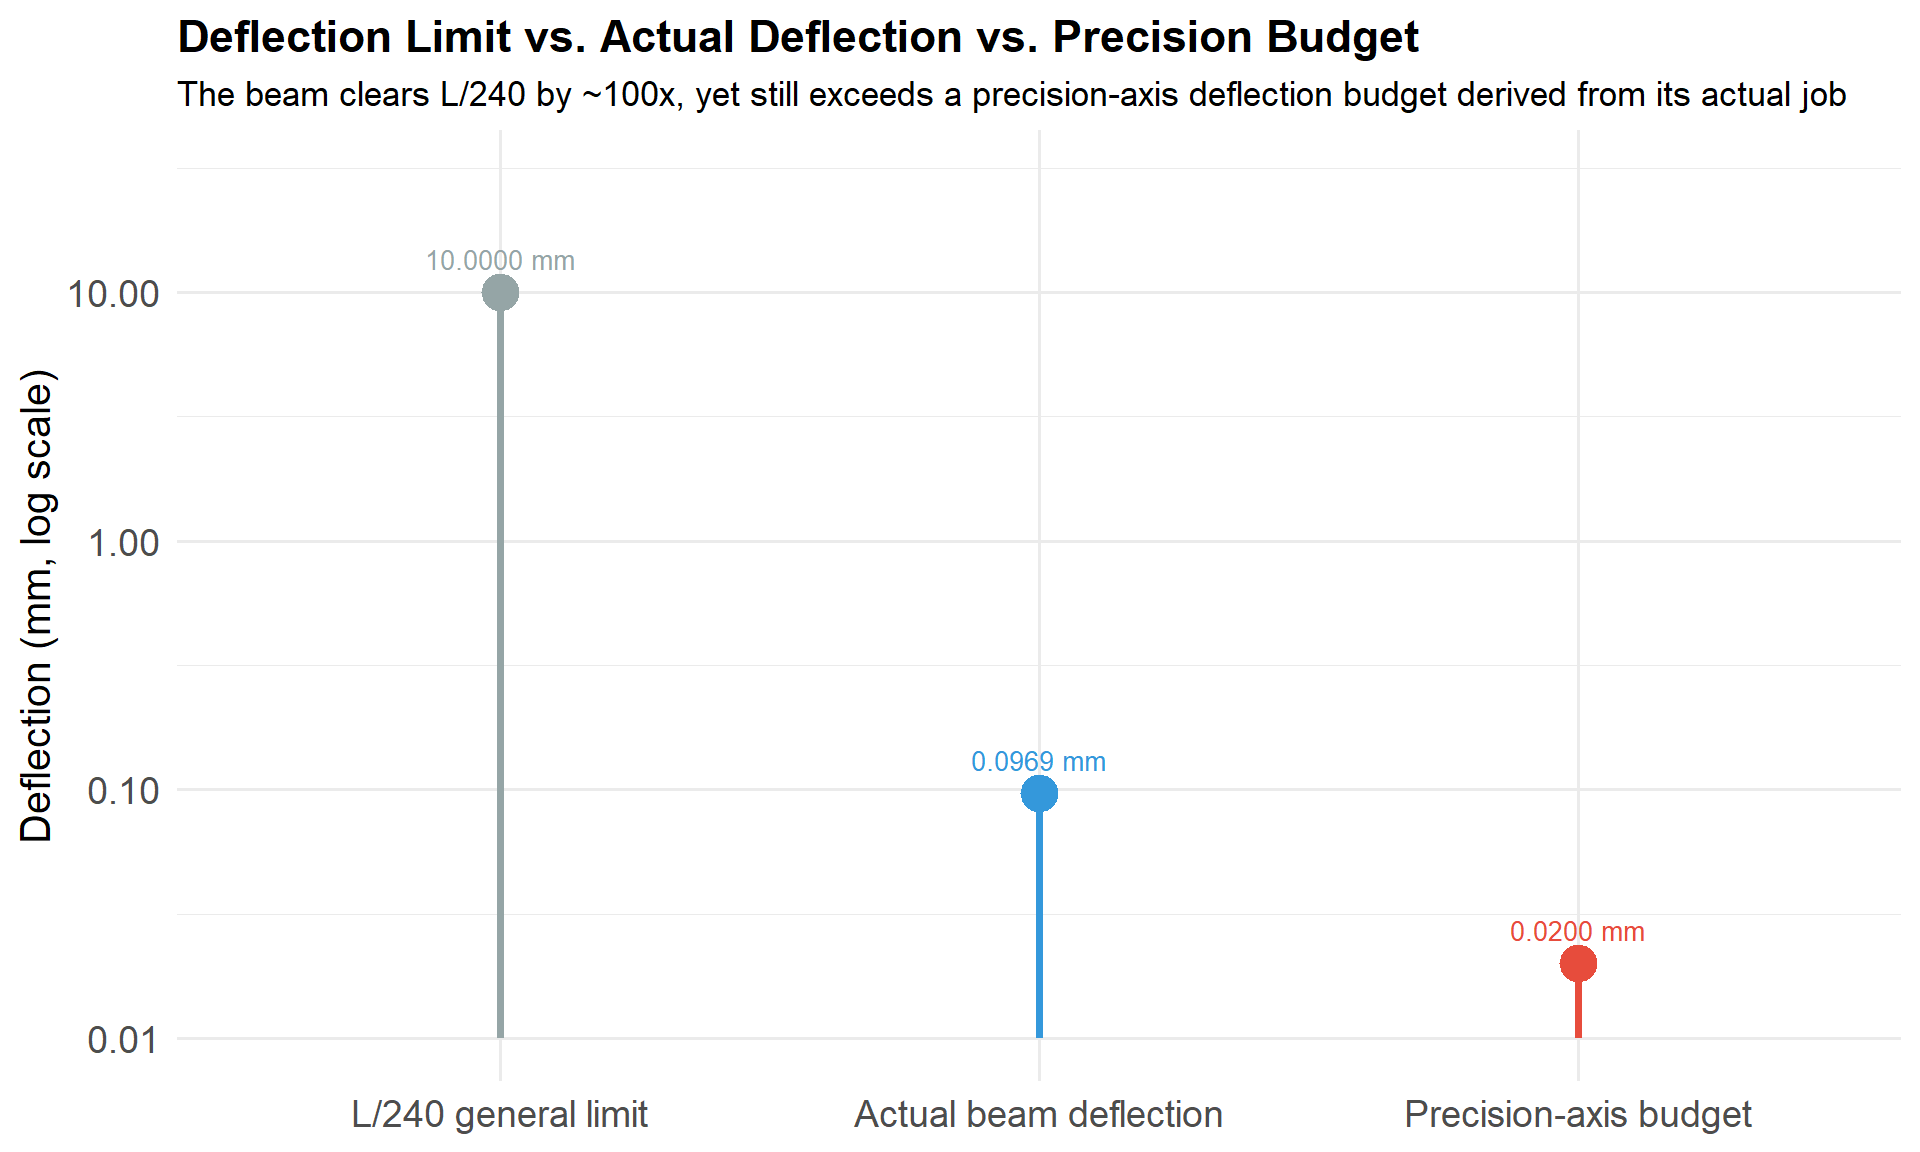 Deflection Limit vs. Actual Deflection vs. Precision Budget
The beam clears L/240 by ~100x, yet still exceeds a precision-axis deflection budget derived from its actual job
Deflection (mm, log scale)
10.00
1.00
0.10
0.01
10.0000 mm
0.0969 mm
0.0200 mm
L/240 general limit
Actual beam deflection
Precision-axis budget